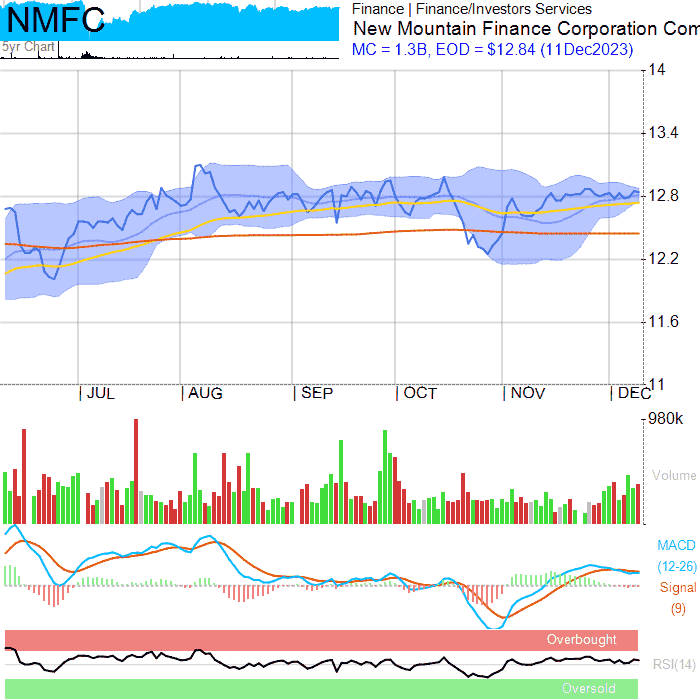 NMFC
5yr Chart
Finance | Finance/Investors Services
New Mountain Finance Corporation Com
MC = 1.3B, EOD = $12.84 (11Dec2023)
14
13.4
12.8
12.2
11.6
11
JUL AUG SEP OCT NOV DEC
980k
Volume
MACD
(12-26)
Signal
(9)
Overbought
RSI(14)
Oversold